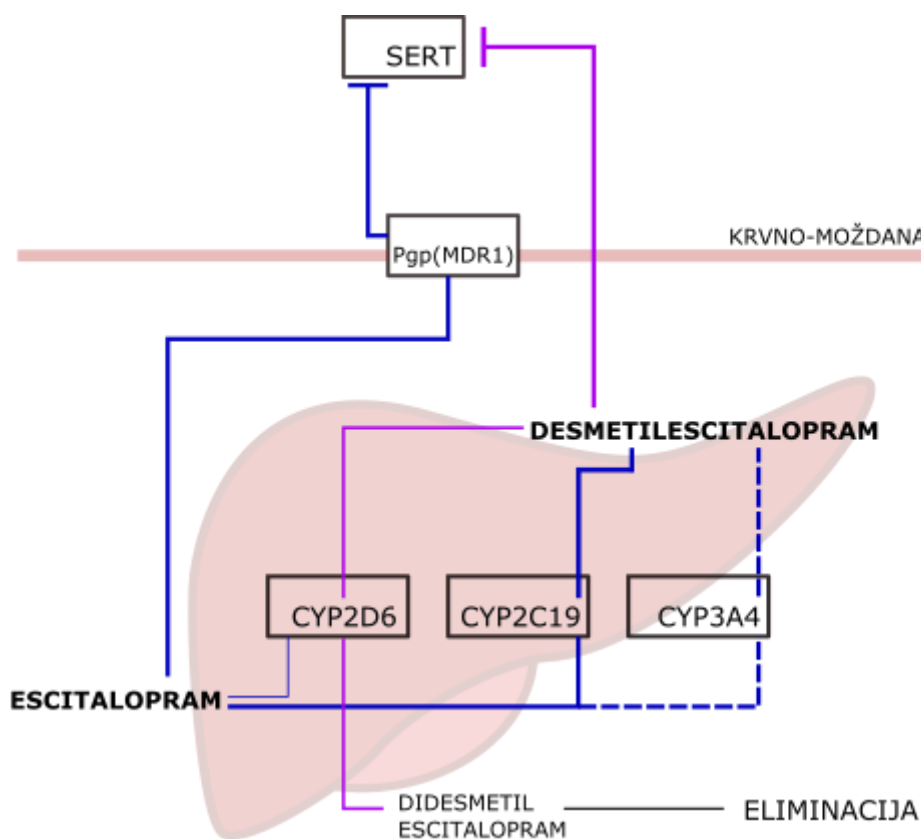 SERT
KRVNO-MOŽDANA
Pgp(MDR1)
DESMETILESCITALOPRAM
CYP2D6
CYP2C19
CYP3A4
ESCITALOPRAM
DIDESMETIL
ESCITALOPRAM
ELIMINACIJA